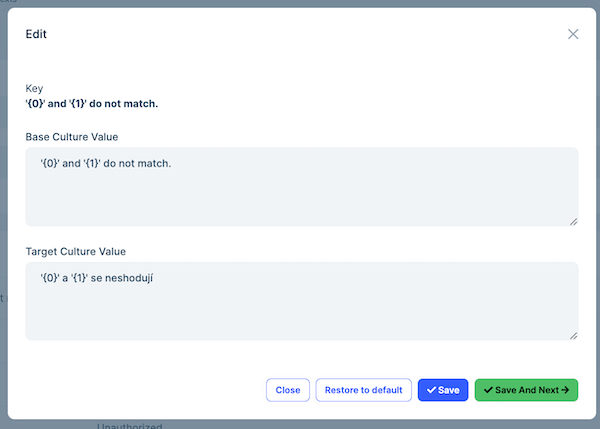 Edit
Key
'{0}' and '{1}' do not match.
Base Culture Value
'{0}' and '{1}' do not match.
Target Culture Value
'{0}' a '{1}' se neshodují
Close
Restore to default
Save
Save And Next
Unauthorized